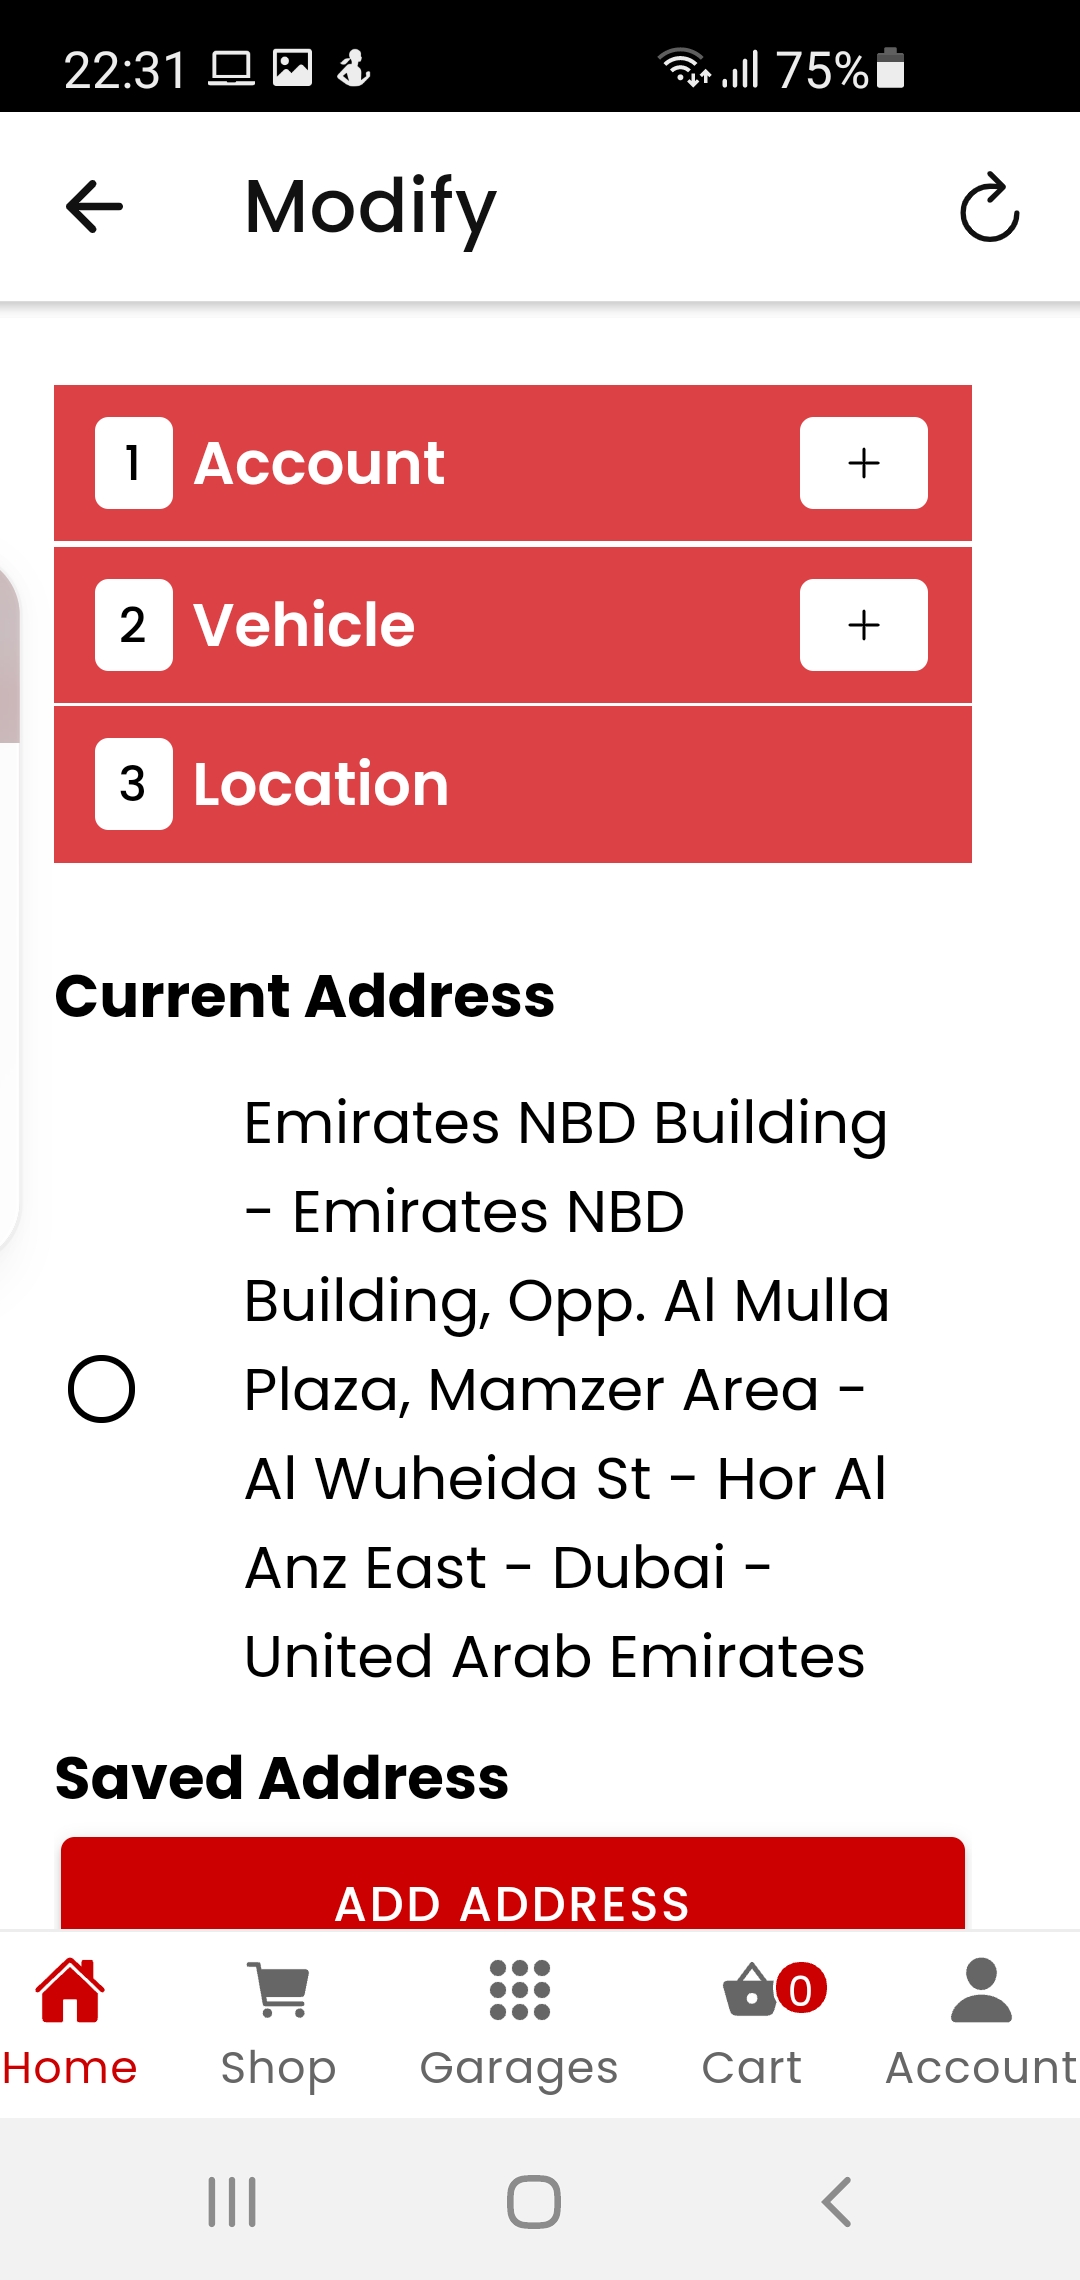 22:31 75%
Modify
1 Account +
2 Vehicle +
3 Location
Current Address
Emirates NBD Building
- Emirates NBD
Building, Opp. Al Mulla
Plaza, Mamzer Area -
Al Wuheida St - Hor Al
Anz East - Dubai -
United Arab Emirates
Saved Address
ADD ADDRESS
0
Home Shop Garages Cart Account